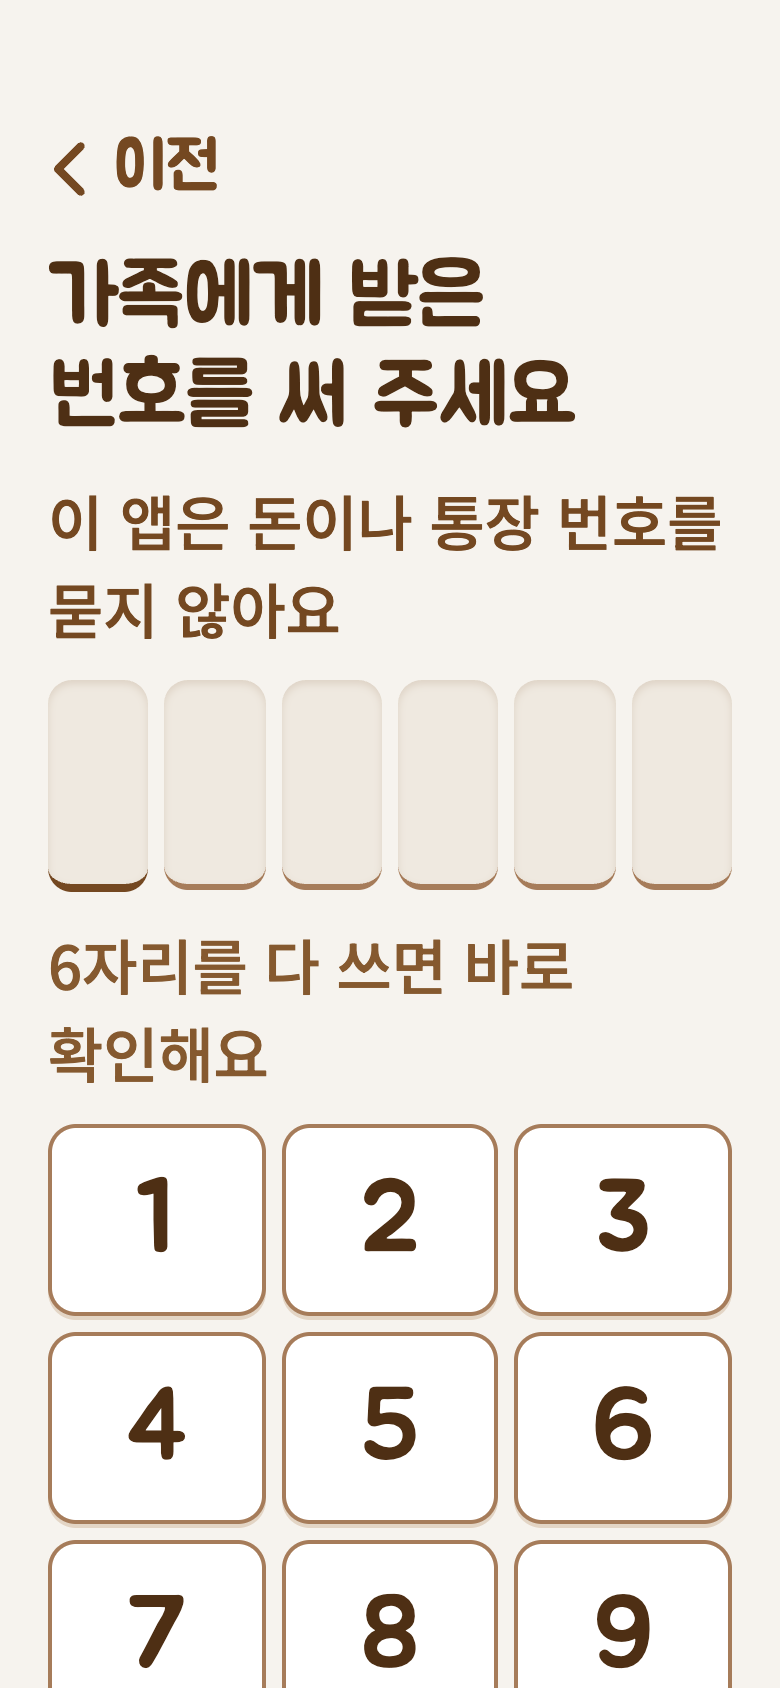 이전
가족에게 받은
번호를 써 주세요
이 앱은 돈이나 통장 번호를
묻지 않아요
6자리를 다 쓰면 바로
확인해요
1 2 3
4 5 6
7 8 9